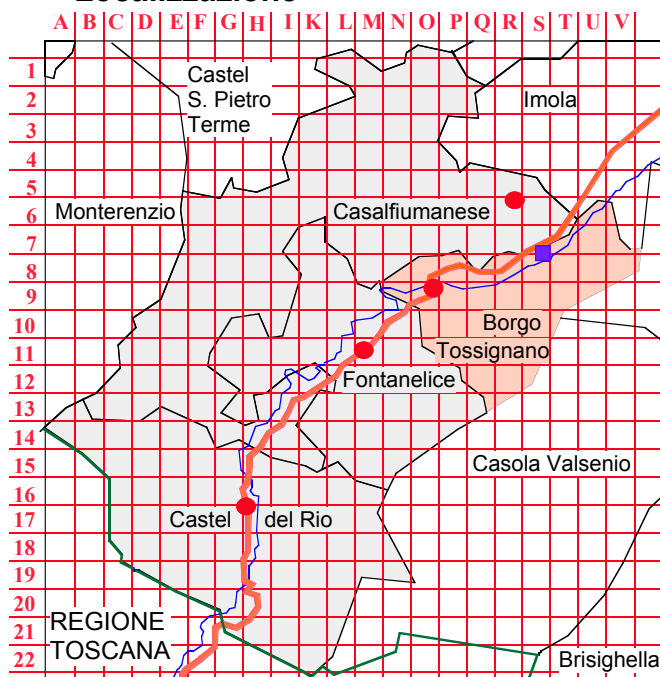 Localizzazione
A B C D E F G H I K L M N O P Q R S T U V
1
Castel
2
S. Pietro
Imola
3
Terme
4
5
6
Monterenzio
Casalfiumanese
7
8
9
10
Borgo
11
Tossignano
12
Fontanelice
13
14
15
Casola Valsenio
16
17
Castel del Rio
18
19
20
REGIONE
21
TOSCANA
22
Brisighella